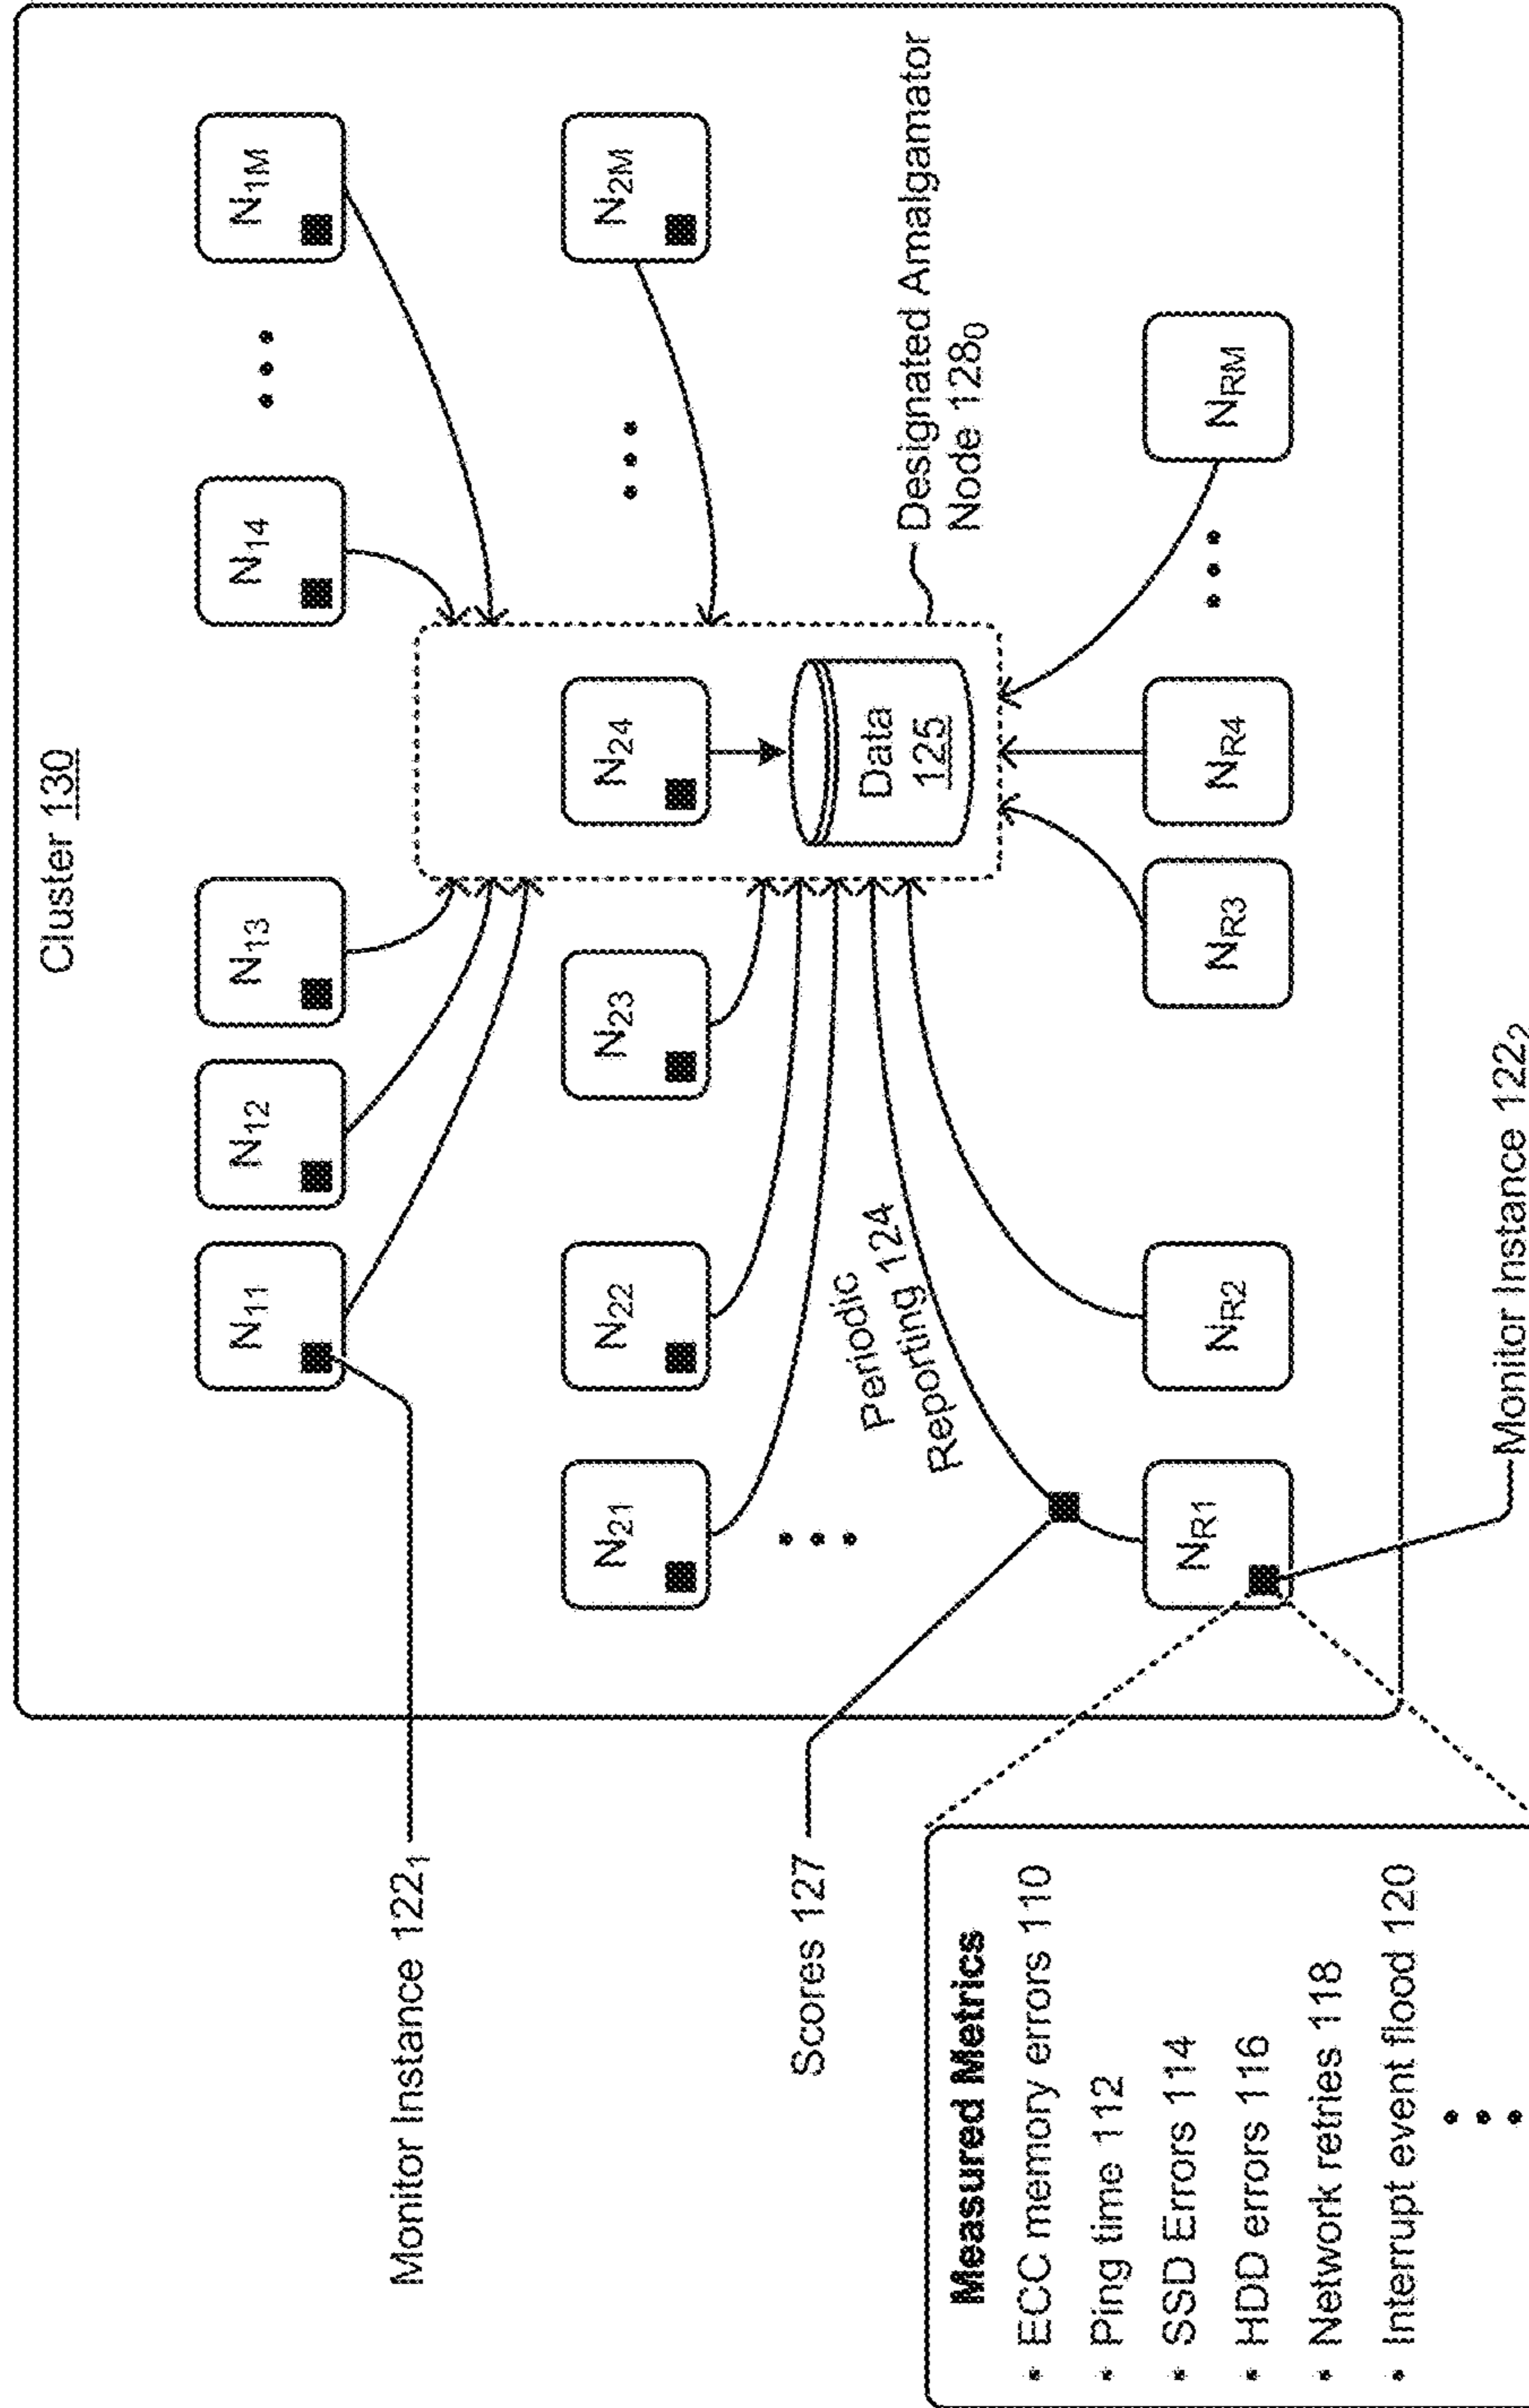 Cluster 130
N11
N12
N13
N14
N1M
Monitor Instance 122₁
N21
N22
N23
N24
N2M
Data
125
Periodic
Reporting 124
Scores 127
Designated Amalgamator
Node 128₀
NR1
NR2
NR3
NR4
NRM
Measured Metrics
• ECC memory errors 110
• Ping time 112
• SSD Errors 114
• HDD errors 116
• Network retries 118
• Interrupt event flood 120
Monitor Instance 122₂